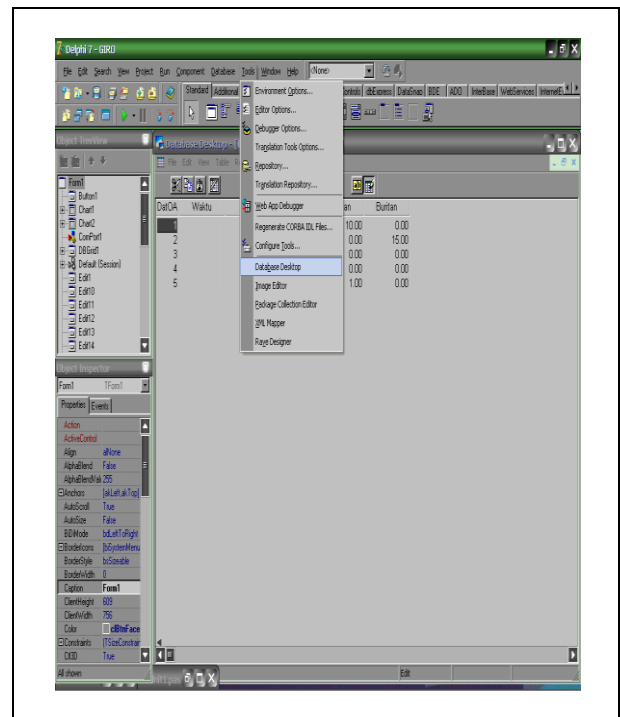 Delphi 7 - GIRO
File Edit Search View Project Run Component Database Tools Window Help <None>
Standard Additional dbExpress DataSnap BDE ADO InterBase WebServices
Object TreeView
Form1
Button1
Chart1
Chart2
ComPort1
DBGrid1
Default {Session}
Edit1
Edit10
Edit11
Edit12
Edit13
Edit14
Database Desktop - [
File Edit View Table
DatOA Waktu Buritan
1 10.00 0.00
2 0.00 15.00
3 0.00 0.00
4 0.00 0.00
5 1.00 0.00
Environment Options...
Editor Options...
Debugger Options...
Translation Tools Options...
Repository...
Translation Repository...
Web App Debugger
Regenerate CORBA IDL Files...
Configure Tools...
Database Desktop
Image Editor
Package Collection Editor
XML Mapper
Rave Designer
Object Inspector
Form1 TForm1
Properties Events
Action
ActiveControl
Align alNone
AlphaBlend False
AlphaBlendVal 255
Anchors [akLeft,akTop]
AutoScroll True
AutoSize False
BiDiMode bdLeftToRight
BorderIcons [biSystemMenu
BorderStyle bsSizeable
BorderWidth 0
Caption Form1
ClientHeight 609
ClientWidth 756
Color clBtnFace
Constraints (TSizeConstrain
Ctl3D True
All shown
Edit